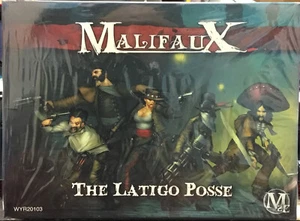 MALIFAUX
THE LATIGO POSSE
WYR20103
M